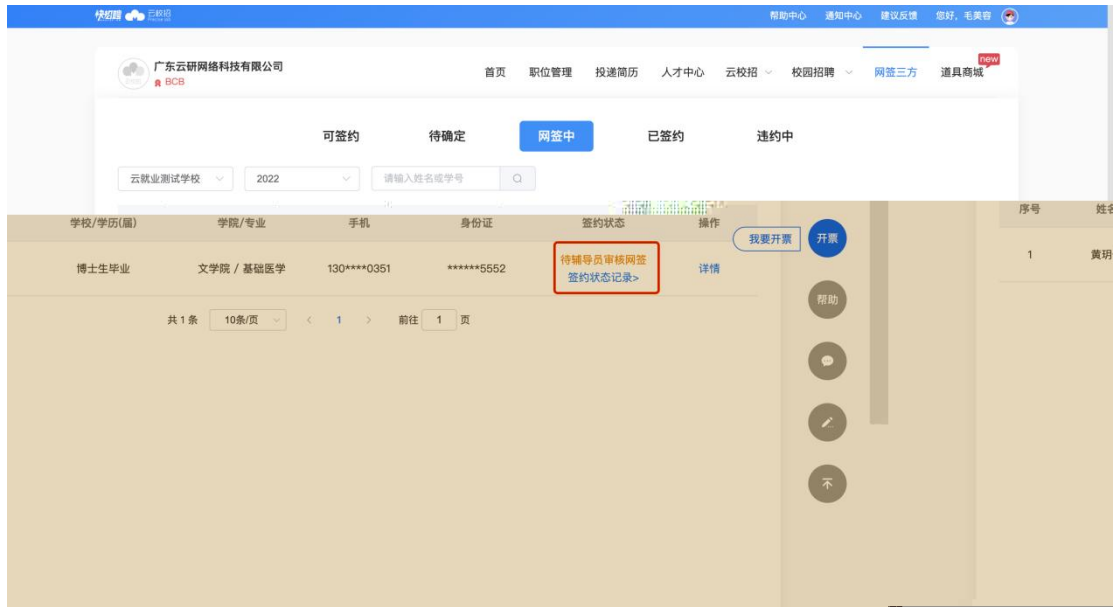 快招聘 云校招 帮助中心 通知中心 建议反馈 您好，毛美容
广东云研网络科技有限公司
BCB
首页 职位管理 投递简历 人才中心 云校招 校园招聘 网签三方 道具商城 new
可签约 待确定 网签中 已签约 违约中
云就业测试学校 2022 请输入姓名或学号
学校/学历(届) 学院/专业 手机 身份证 签约状态 操作 序号 姓名
我要开票 开票
博士生毕业 文学院 / 基础医学 130****0351 ******5552 待辅导员审核网签 详情 1 黄玥
签约状态记录>
帮助
共 1 条 10条/页 < 1 > 前往 1 页